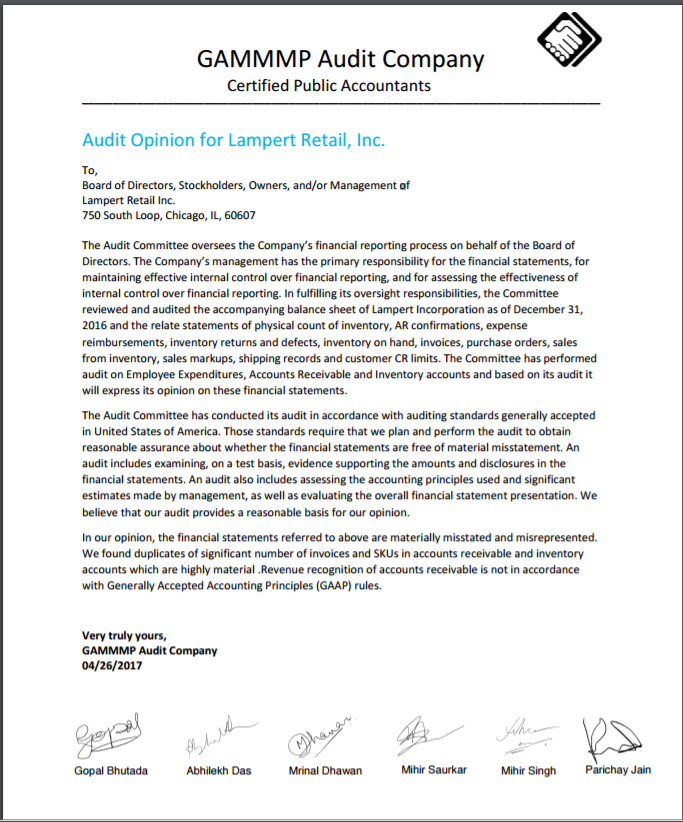 GAMMMP Audit Company
Certified Public Accountants
Audit Opinion for Lampert Retail, Inc.
To,
Board of Directors, Stockholders, Owners, and/or Management of
Lampert Retail Inc.
750 South Loop, Chicago, IL, 60607
The Audit Committee oversees the Company's financial reporting process on behalf of the Board of
Directors. The Company's management has the primary responsibility for the financial statements, for
maintaining effective internal control over financial reporting, and for assessing the effectiveness of
internal control over financial reporting. In fulfilling its oversight responsibilities, the Committee
reviewed and audited the accompanying balance sheet of Lampert Incorporation as of December 31,
2016 and the relate statements of physical count of inventory, AR confirmations, expense
reimbursements, inventory returns and defects, inventory on hand, invoices, purchase orders, sales
from inventory, sales markups, shipping records and customer CR limits. The Committee has performed
audit on Employee Expenditures, Accounts Receivable and Inventory accounts and based on its audit it
will express its opinion on these financial statements.
The Audit Committee has conducted its audit in accordance with auditing standards generally accepted
in United States of America. Those standards require that we plan and perform the audit to obtain
reasonable assurance about whether the financial statements are free of material misstatement. An
audit includes examining, on a test basis, evidence supporting the amounts and disclosures in the
financial statements. An audit also includes assessing the accounting principles used and significant
estimates made by management, as well as evaluating the overall financial statement presentation. We
believe that our audit provides a reasonable basis for our opinion.
In our opinion, the financial statements referred to above are materially misstated and misrepresented.
We found duplicates of significant number of invoices and SKUs in accounts receivable and inventory
accounts which are highly material .Revenue recognition of accounts receivable is not in accordance
with Generally Accepted Accounting Principles (GAAP) rules.
Very truly yours,
GAMMMP Audit Company
04/26/2017
Gopal MDhawan
Gopal Bhutada Abhilekh Das Mrinal Dhawan Mihir Saurkar Mihir Singh Parichay Jain